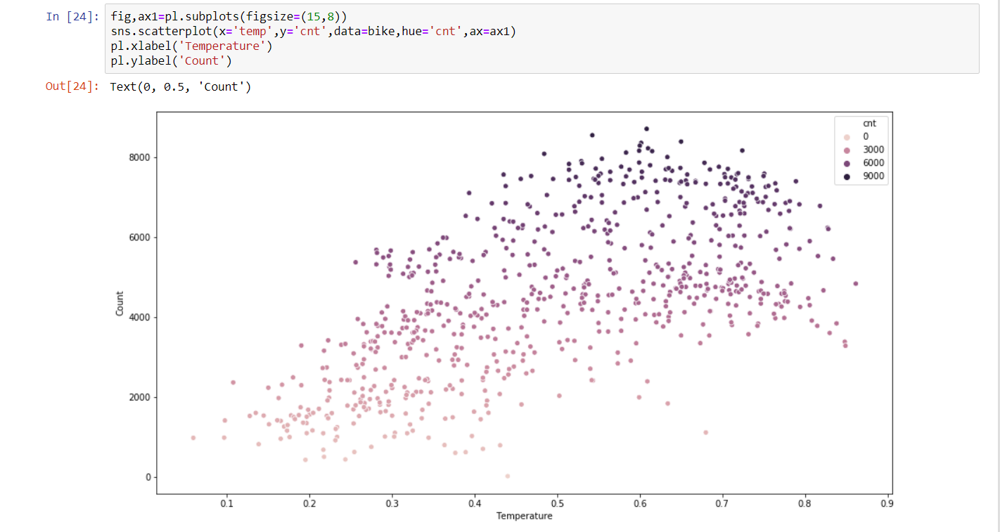 In [24]: fig,ax1=pl.subplots(figsize=(15,8))
sns.scatterplot(x='temp',y='cnt',data=bike,hue='cnt',ax=ax1)
pl.xlabel('Temperature')
pl.ylabel('Count')
Out[24]: Text(0, 0.5, 'Count')
cnt
0
3000
6000
9000
8000
6000
4000
2000
0
Count
0.1 0.2 0.3 0.4 0.5 0.6 0.7 0.8 0.9
Temperature